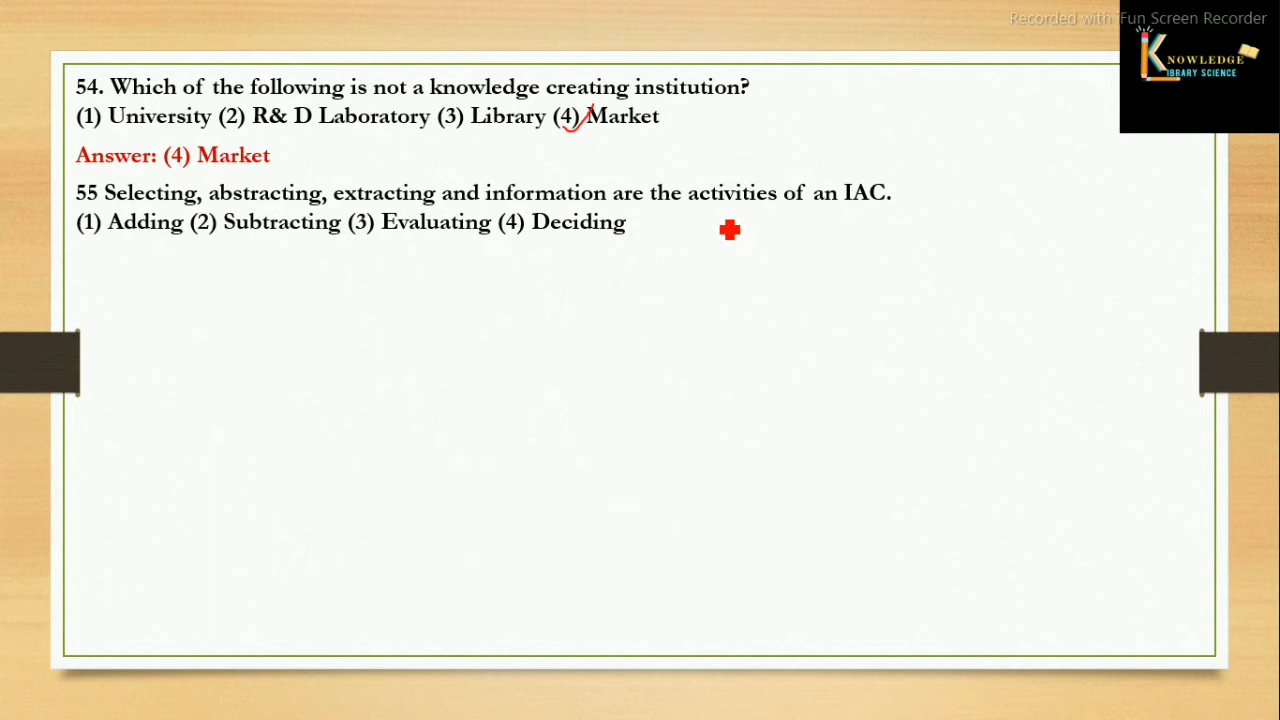 Recorded with iFun Screen Recorder
KNOWLEDGE
LIBRARY SCIENCE
54. Which of the following is not a knowledge creating institution?
(1) University (2) R& D Laboratory (3) Library (4) Market
Answer: (4) Market
55 Selecting, abstracting, extracting and information are the activities of an IAC.
(1) Adding (2) Subtracting (3) Evaluating (4) Deciding